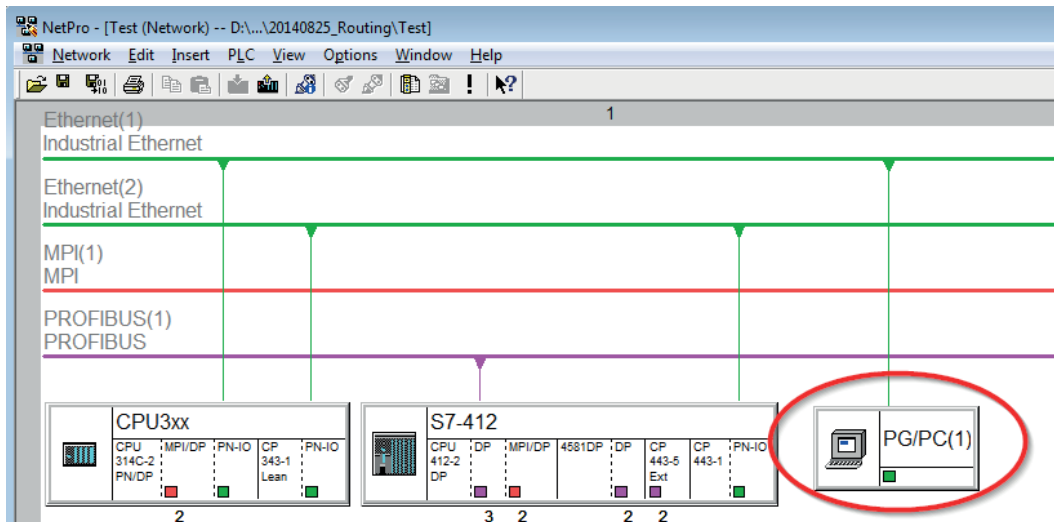 NetPro - [Test (Network) -- D:\...\20140825_Routing\Test]
Network Edit Insert PLC View Options Window Help
1
Ethernet(1)
Industrial Ethernet
Ethernet(2)
Industrial Ethernet
MPI(1)
MPI
PROFIBUS(1)
PROFIBUS
CPU3xx
CPU 314C-2 PN/DP
MPI/DP
PN-IO
CP 343-1 Lean
PN-IO
2
S7-412
CPU 412-2 DP
DP
MPI/DP
4581DP
DP
CP 443-5 Ext
CP 443-1
PN-IO
3 2 2 2
PG/PC(1)